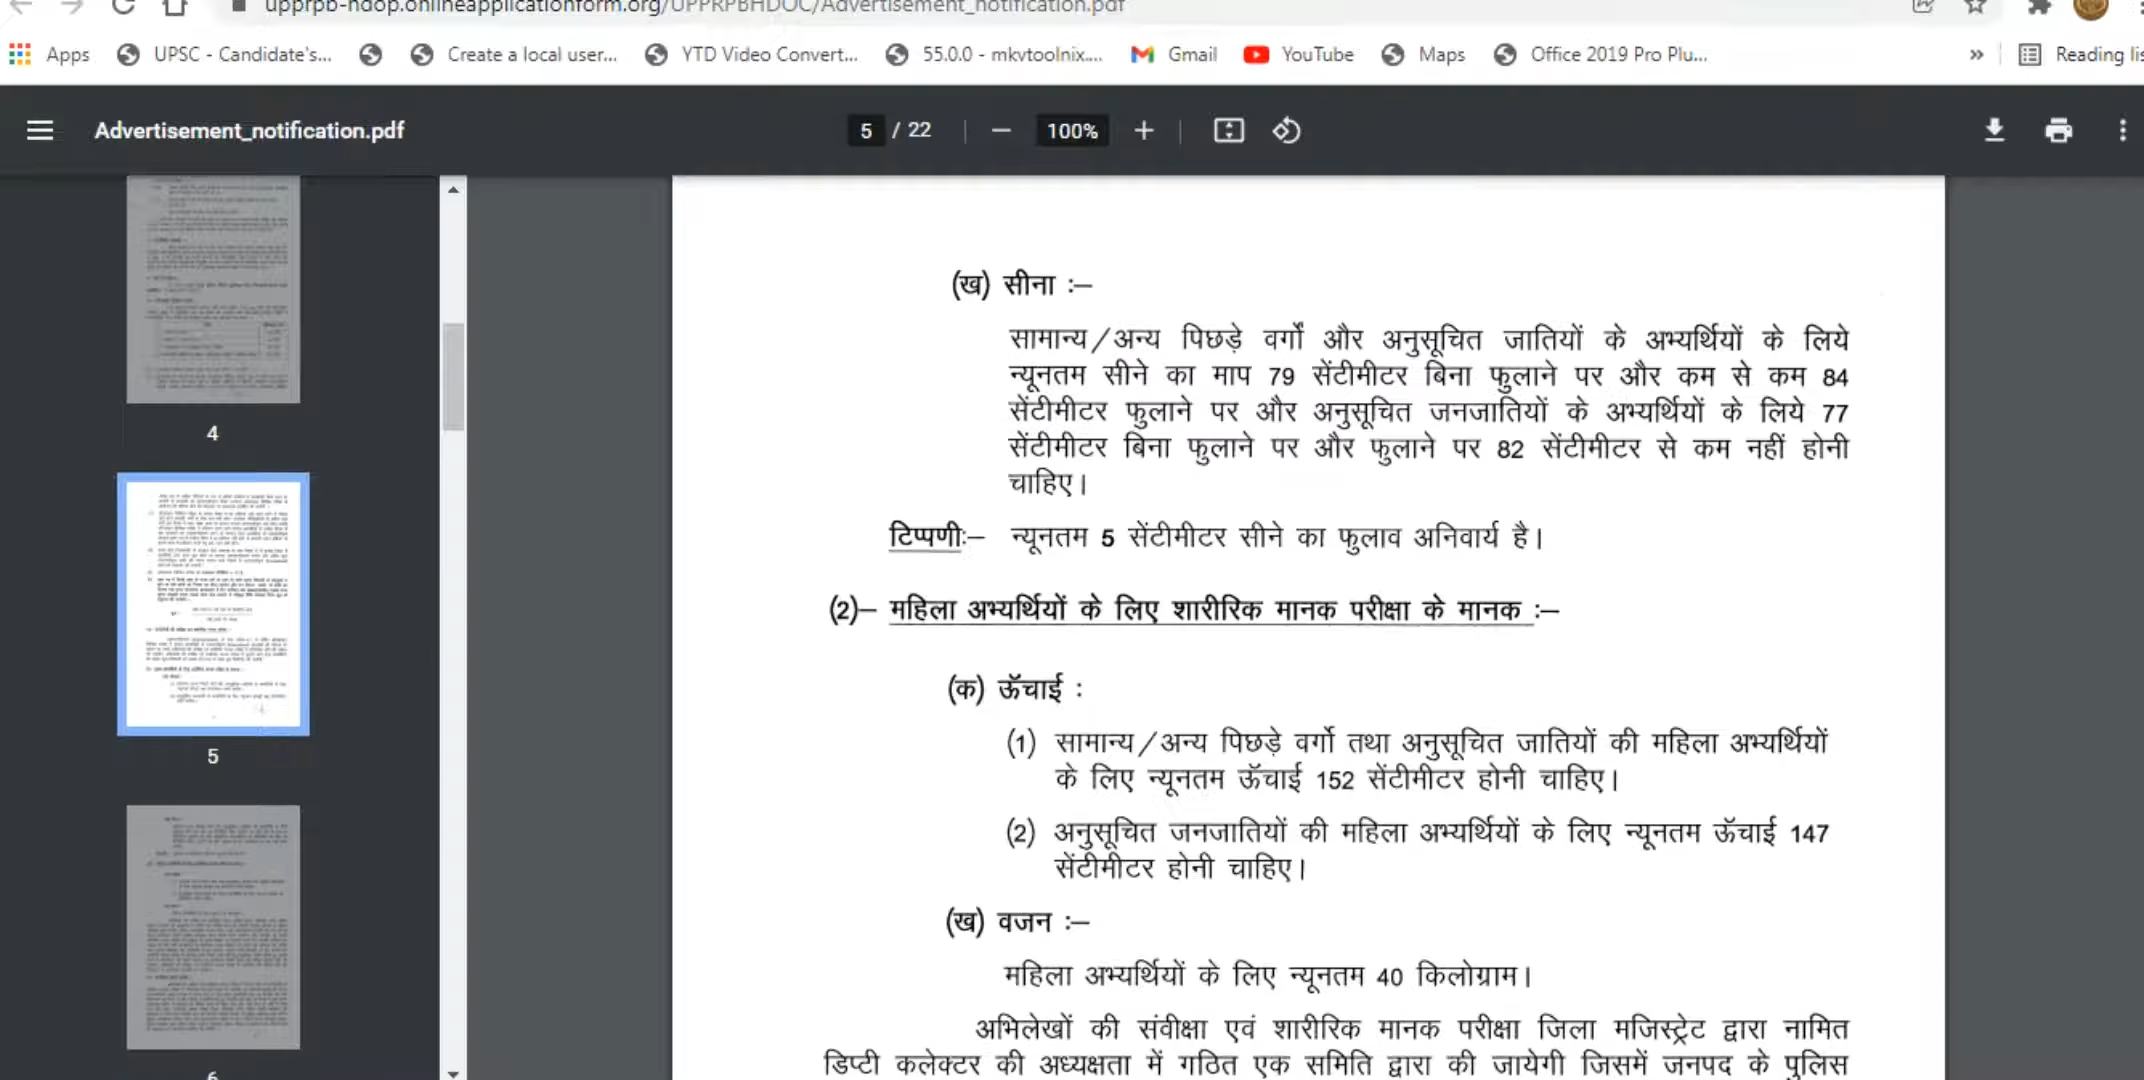 upprpb-hdop.onlineapplicationform.org/UPPRPBHDOC/Advertisement_notification.pdf
Apps UPSC - Candidate's... Create a local user... YTD Video Convert... 55.0.0 - mkvtoolnix.... Gmail YouTube Maps Office 2019 Pro Plu... » Reading lis
Advertisement_notification.pdf 5 / 22 100%
4
5
6
(ख) सीना :–
सामान्य/अन्य पिछड़े वर्गों और अनुसूचित जातियों के अभ्यर्थियों के लिये
न्यूनतम सीने का माप 79 सेंटीमीटर बिना फुलाने पर और कम से कम 84
सेंटीमीटर फुलाने पर और अनुसूचित जनजातियों के अभ्यर्थियों के लिये 77
सेंटीमीटर बिना फुलाने पर और फुलाने पर 82 सेंटीमीटर से कम नहीं होनी
चाहिए।
टिप्पणीः– न्यूनतम 5 सेंटीमीटर सीने का फुलाव अनिवार्य है।
(2)– महिला अभ्यर्थियों के लिए शारीरिक मानक परीक्षा के मानक :–
(क) ऊॅचाई :
(1) सामान्य/अन्य पिछड़े वर्गो तथा अनुसूचित जातियों की महिला अभ्यर्थियों
के लिए न्यूनतम ऊॅचाई 152 सेंटीमीटर होनी चाहिए।
(2) अनुसूचित जनजातियों की महिला अभ्यर्थियों के लिए न्यूनतम ऊॅचाई 147
सेंटीमीटर होनी चाहिए।
(ख) वजन :–
महिला अभ्यर्थियों के लिए न्यूनतम 40 किलोग्राम।
अभिलेखों की संवीक्षा एवं शारीरिक मानक परीक्षा जिला मजिस्ट्रेट द्वारा नामित
डिप्टी कलेक्टर की अध्यक्षता में गठित एक समिति द्वारा की जायेगी जिसमें जनपद के पुलिस